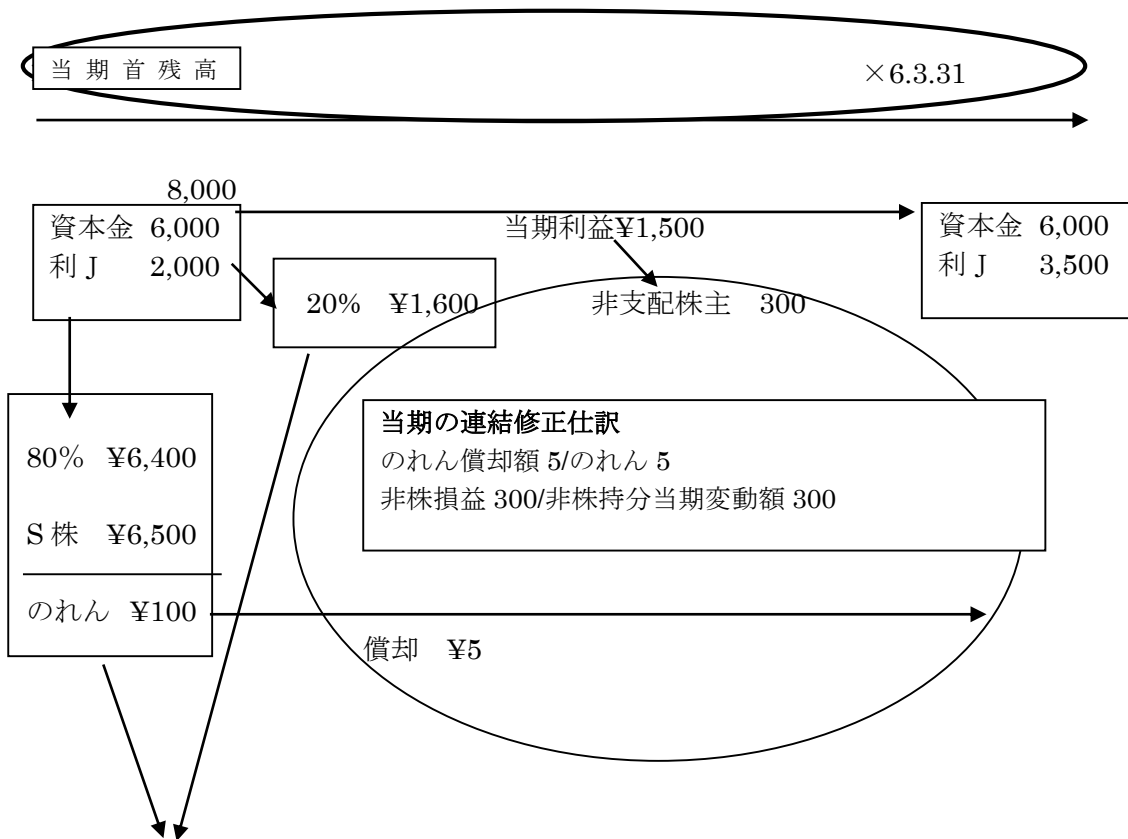 当 期 首 残 高
×6.3.31
8,000
資本金 6,000
利 J 2,000
当期利益¥1,500
資本金 6,000
利 J 3,500
20% ¥1,600
非支配株主 300
80% ¥6,400
S 株 ¥6,500
のれん ¥100
当期の連結修正仕訳
のれん償却額 5/のれん 5
非株損益 300/非株持分当期変動額 300
償却 ¥5